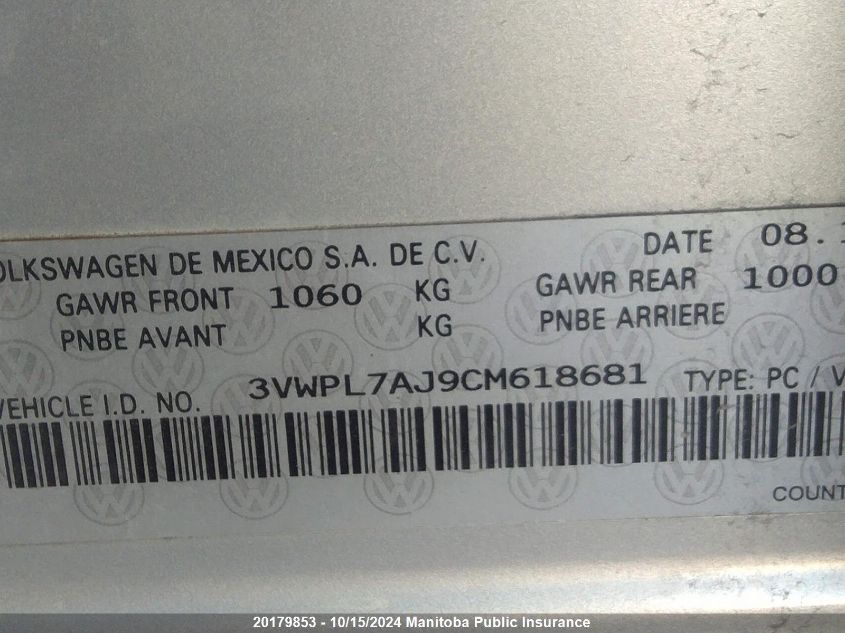 OLKSWAGEN DE MEXICO S.A. DE C.V. DATE 08.1
GAWR FRONT 1060 KG GAWR REAR 1000
PNBE AVANT KG PNBE ARRIERE
VEHICLE I.D. NO. 3VWPL7AJ9CM618681 TYPE: PC / V
COUNT
20179853 - 10/15/2024 Manitoba Public Insurance